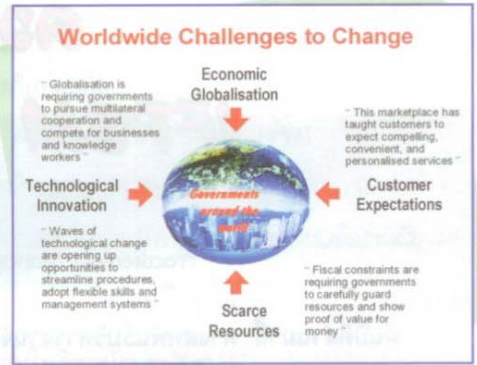 Worldwide Challenges to Change
Economic
Globalisation
" Globalisation is
requiring governments
to pursue multilateral
cooperation and
compete for businesses
and knowledge
workers "
" This marketplace has
taught customers to
expect compelling,
convenient, and
personalised services "
Technological
Innovation
Governments
around the
world
Customer
Expectations
" Waves of
technological change
are opening up
opportunities to
streamline procedures,
adopt flexible skills and
management systems "
" Fiscal constraints are
requiring governments
to carefully guard
resources and show
proof of value for
money "
Scarce
Resources